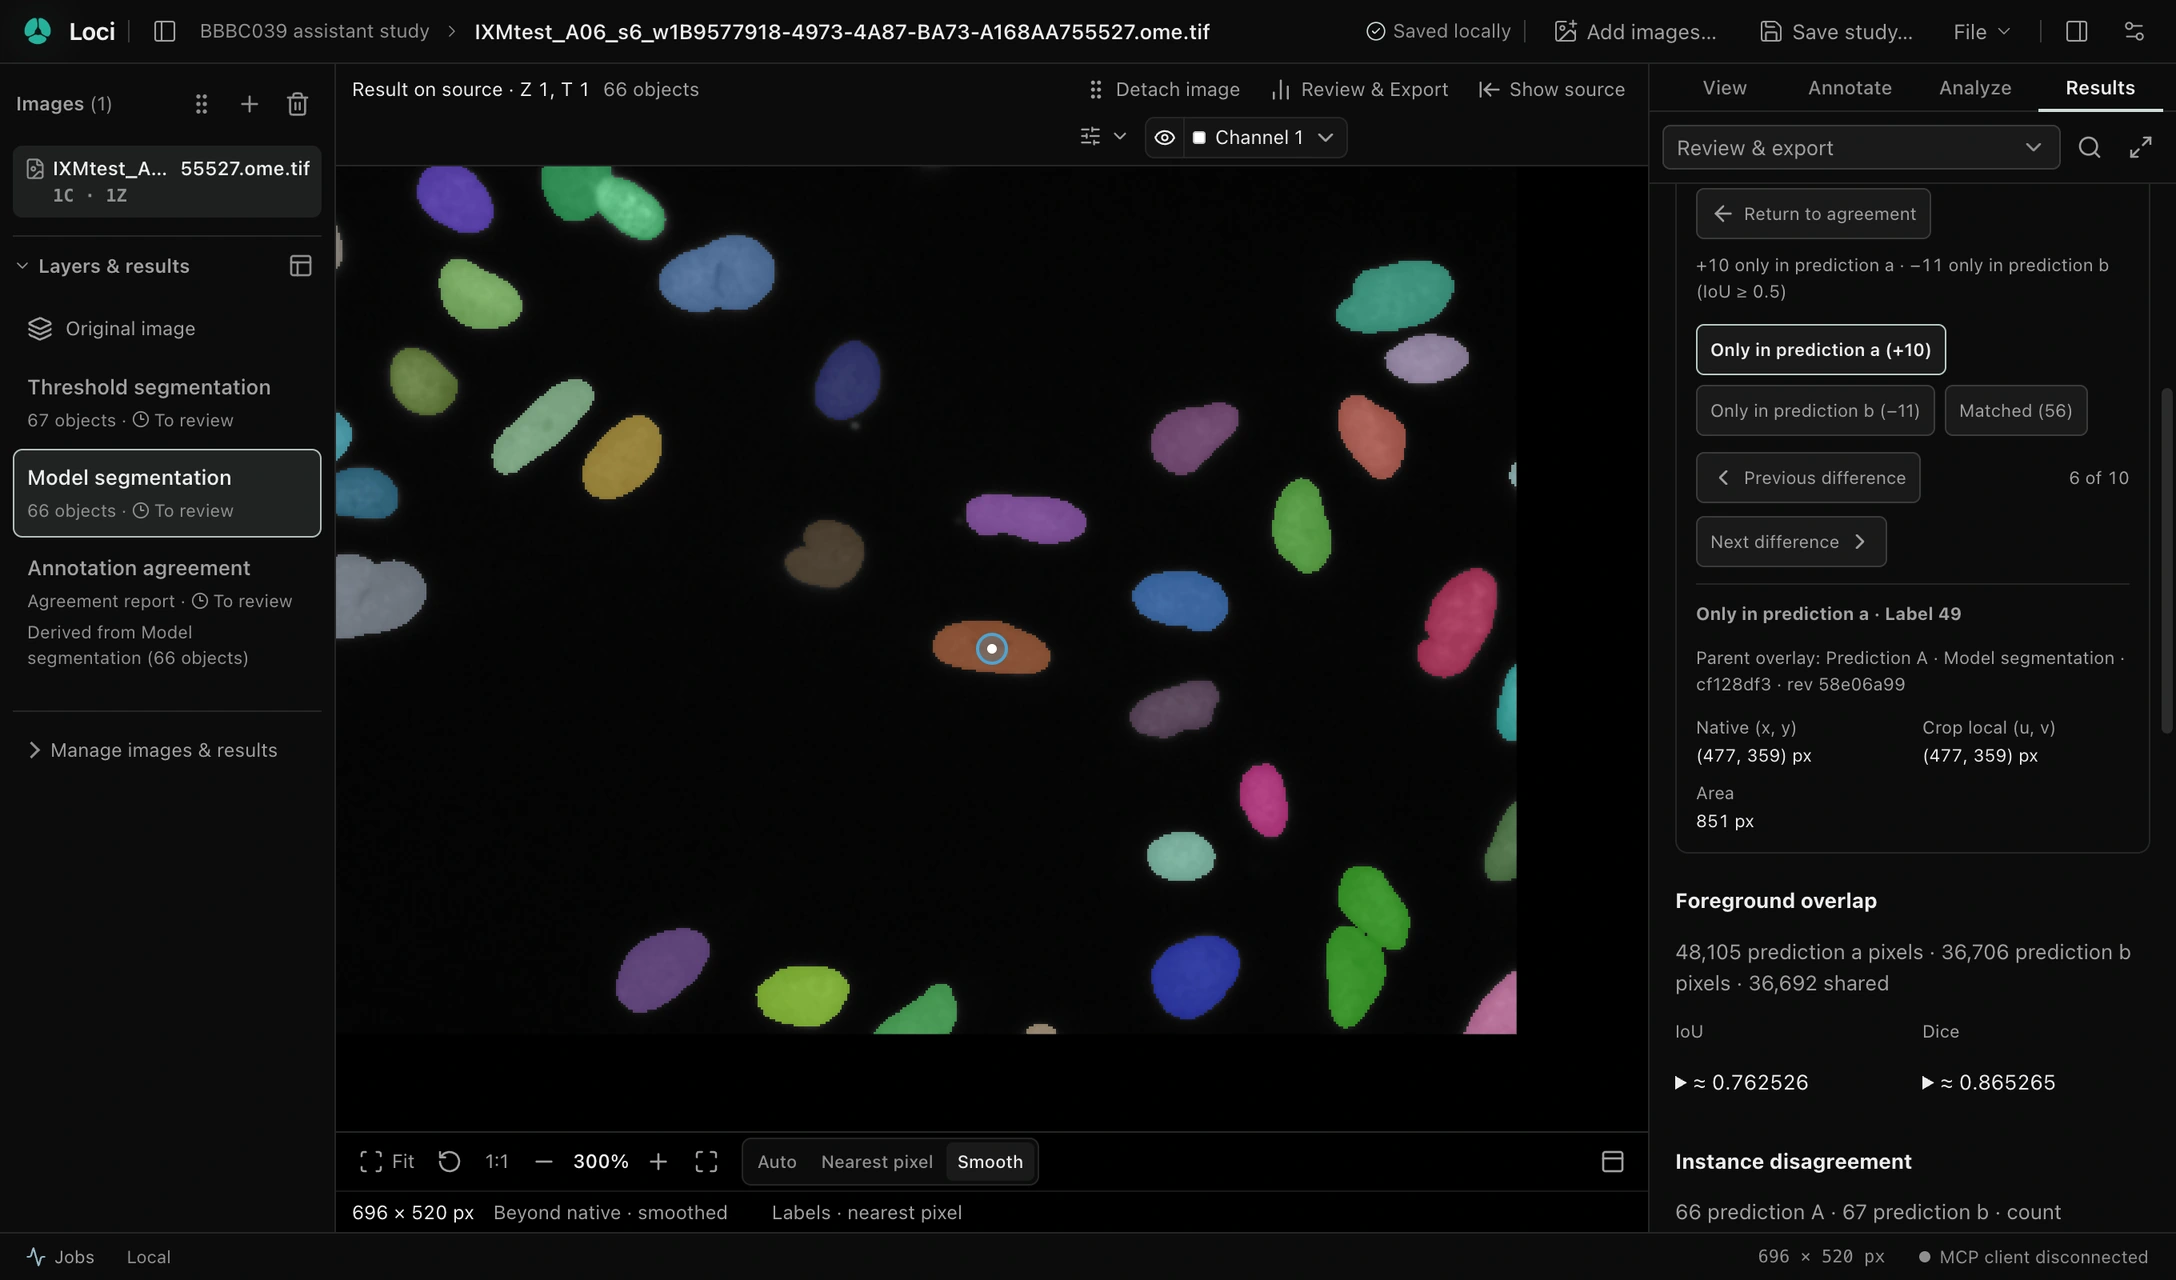 Loci
BBBC039 assistant study
IXMtest_A06_s6_w1B9577918-4973-4A87-BA73-A168AA755527.ome.tif
Saved locally
Add images...
Save study...
File
Images (1)
IXMtest_A... 55527.ome.tif
1C · 1Z
Layers & results
Original image
Threshold segmentation
67 objects · To review
Model segmentation
66 objects · To review
Annotation agreement
Agreement report · To review
Derived from Model
segmentation (66 objects)
Manage images & results
Result on source · Z 1, T 1 66 objects
Detach image
Review & Export
Show source
Channel 1
Fit
1:1
300%
Auto
Nearest pixel
Smooth
696 × 520 px Beyond native · smoothed Labels · nearest pixel
View
Annotate
Analyze
Results
Review & export
Return to agreement
+10 only in prediction a · −11 only in prediction b
(IoU ≥ 0.5)
Only in prediction a (+10)
Only in prediction b (−11)
Matched (56)
Previous difference
6 of 10
Next difference
Only in prediction a · Label 49
Parent overlay: Prediction A · Model segmentation ·
cf128df3 · rev 58e06a99
Native (x, y) Crop local (u, v)
(477, 359) px (477, 359) px
Area
851 px
Foreground overlap
48,105 prediction a pixels · 36,706 prediction b
pixels · 36,692 shared
IoU Dice
≈ 0.762526 ≈ 0.865265
Instance disagreement
66 prediction A · 67 prediction b · count
Jobs
Local
696 × 520 px
MCP client disconnected